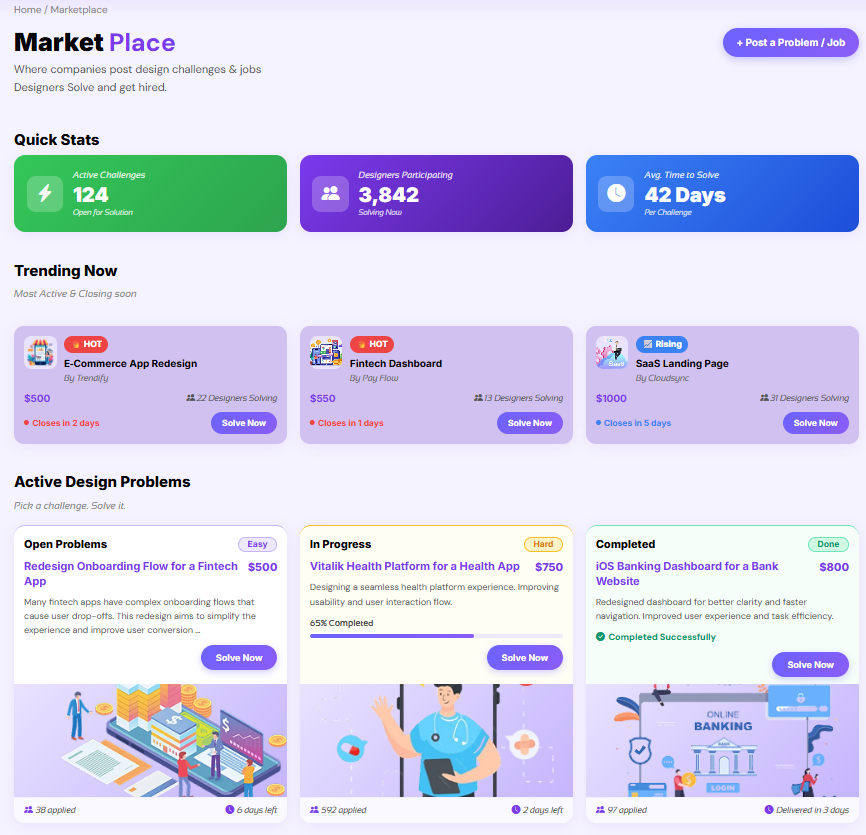 Home / Marketplace
Market Place
+ Post a Problem / Job
Where companies post design challenges & jobs
Designers Solve and get hired.
Quick Stats
Active Challenges
124
Open for Solution
Designers Participating
3,842
Solving Now
Avg. Time to Solve
42 Days
Per Challenge
Trending Now
Most Active & Closing soon
HOT
E-Commerce App Redesign
By Trendify
$500
22 Designers Solving
Closes in 2 days
Solve Now
HOT
Fintech Dashboard
By Pay Flow
$550
13 Designers Solving
Closes in 1 days
Solve Now
Rising
SaaS Landing Page
By Cloudsync
$1000
31 Designers Solving
Closes in 5 days
Solve Now
Active Design Problems
Pick a challenge. Solve it.
Open Problems
Easy
Redesign Onboarding Flow for a Fintech
App
$500
Many fintech apps have complex onboarding flows that
cause user drop-offs. This redesign aims to simplify the
experience and improve user conversion ...
Solve Now
38 applied
6 days left
In Progress
Hard
Vitalik Health Platform for a Health App
$750
Designing a seamless health platform experience. Improving
usability and user interaction flow.
65% Completed
Solve Now
592 applied
2 days left
Completed
Done
iOS Banking Dashboard for a Bank
Website
$800
Redesigned dashboard for better clarity and faster
navigation. Improved user experience and task efficiency.
Completed Successfully
Solve Now
ONLINE
BANKING
LOGIN
97 applied
Delivered in 3 days